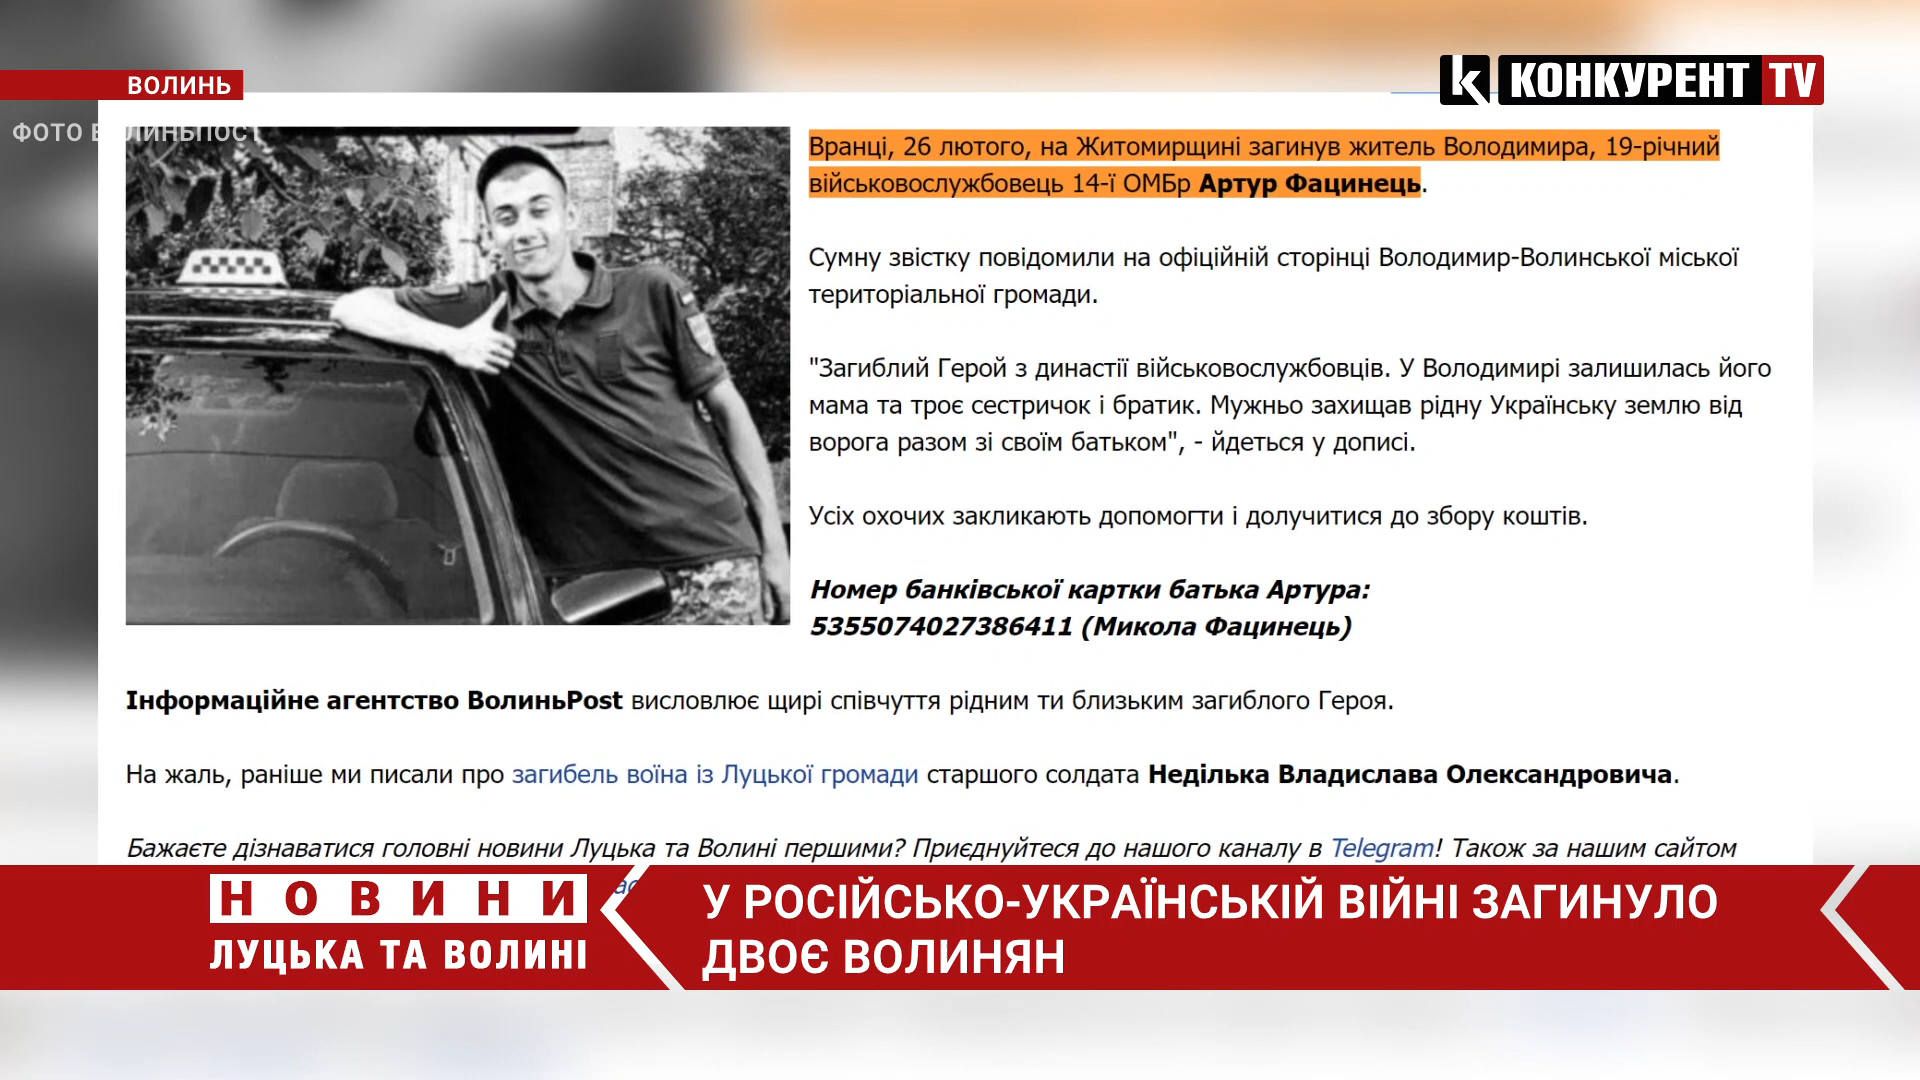 ВОЛИНЬ
КОНКУРЕНТ TV
ФОТО ВОЛИНЬПОСТ
Вранці, 26 лютого, на Житомирщині загинув житель Володимира, 19-річний
військовослужбовець 14-ї ОМБр Артур Фацинець.
Сумну звістку повідомили на офіційній сторінці Володимир-Волинської міської
територіальної громади.
"Загиблий Герой з династії військовослужбовців. У Володимирі залишилась його
мама та троє сестричок і братик. Мужньо захищав рідну Українську землю від
ворога разом зі своїм батьком", - йдеться у дописі.
Усіх охочих закликають допомогти і долучитися до збору коштів.
Номер банківської картки батька Артура:
5355074027386411 (Микола Фацинець)
Інформаційне агентство ВолиньPost висловлює щирі співчуття рідним ти близьким загиблого Героя.
На жаль, раніше ми писали про загибель воїна із Луцької громади старшого солдата Неділька Владислава Олександровича.
Бажаєте дізнаватися головні новини Луцька та Волині першими? Приєднуйтеся до нашого каналу в Telegram! Також за нашим сайтом
НОВИНИ
ЛУЦЬКА ТА ВОЛИНІ
У РОСІЙСЬКО-УКРАЇНСЬКІЙ ВІЙНІ ЗАГИНУЛО
ДВОЄ ВОЛИНЯН